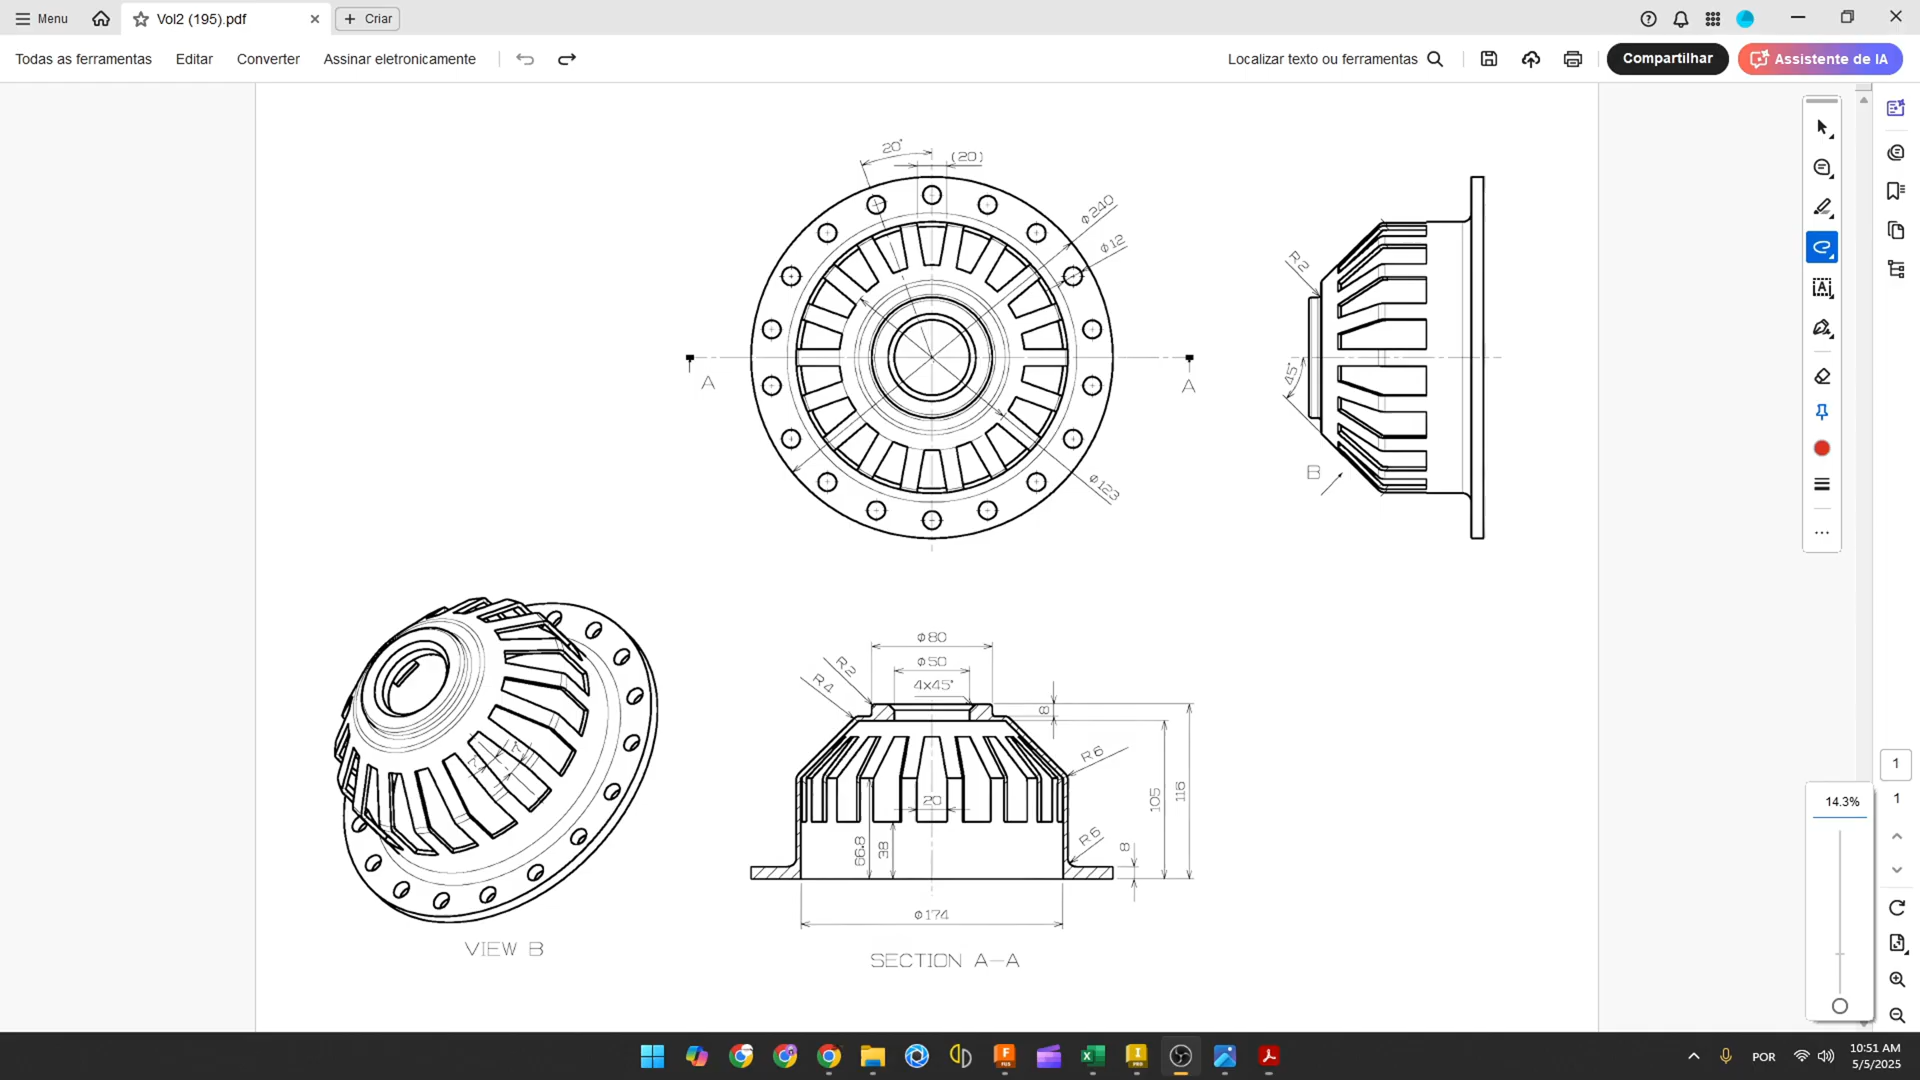 Menu
Vol2 (195).pdf
Criar
Todas as ferramentas
Editar
Converter
Assinar eletronicamente
Localizar texto ou ferramentas
Compartilhar
Assistente de IA
20°
(20)
Φ240
Φ12
A
A
Φ123
R2
45°
B
Φ80
Φ50
4x45°
R2
R4
8
R6
20
105
116
66.8
38
R6
8
Φ174
7
7
VIEW B
SECTION A-A
1
1
14.3%
POR
10:51 AM
5/5/2025